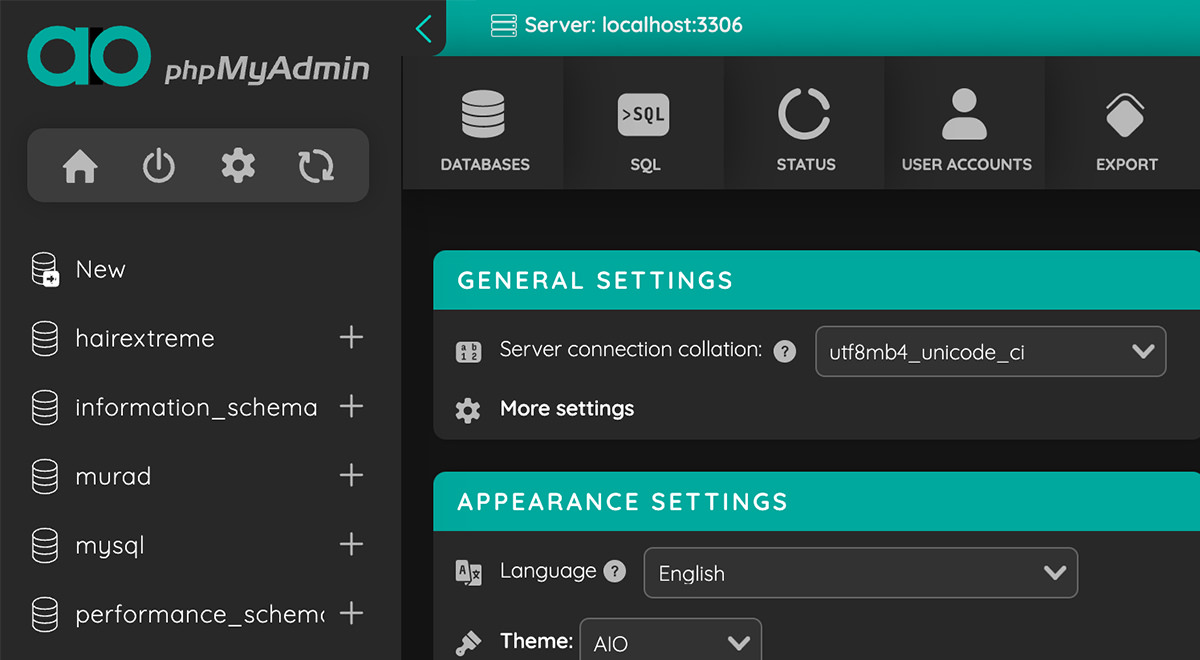 ao phpMyAdmin
Server: localhost:3306
DATABASES
>SQL
SQL
STATUS
USER ACCOUNTS
EXPORT
New
hairextreme
information_schema
murad
mysql
performance_schema
GENERAL SETTINGS
Server connection collation: ?
utf8mb4_unicode_ci
More settings
APPEARANCE SETTINGS
Language ?
English
Theme:
AIO